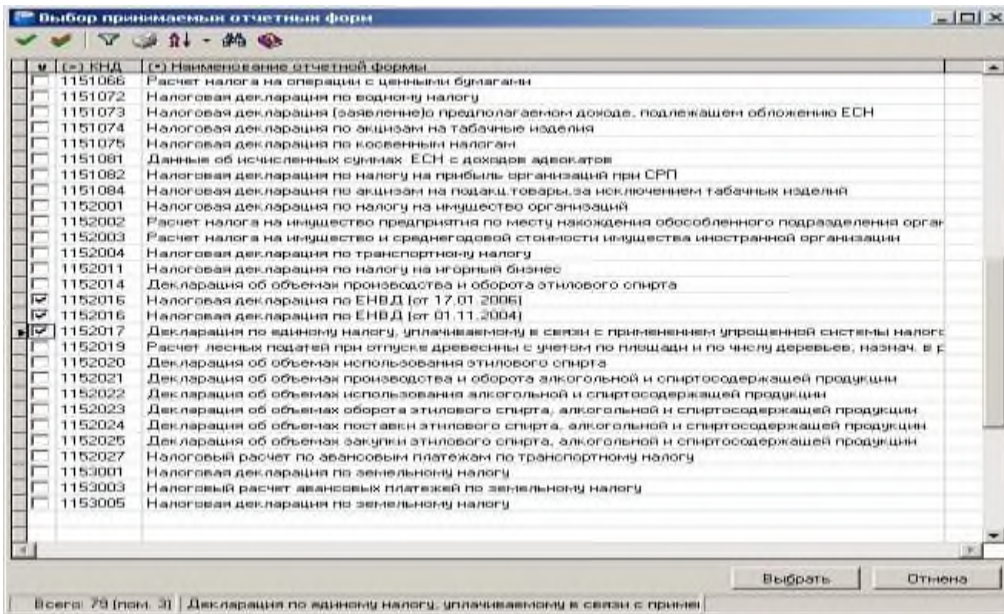 Выбор принимаемых отчетных форм
(=) КНД (*) Наименование отчетной формы
1151066 Расчет налога на операции с ценными бумагами
1151072 Налоговая декларация по водному налогу
1151073 Налоговая декларация (заявление)о предполагаемом доходе, подлежащем обложению ЕСН
1151074 Налоговая декларация по акцизам на табачные изделия
1151075 Налоговая декларация по косвенным налогам
1151081 Данные об исчисленных суммах ЕСН с доходов адвокатов
1151082 Налоговая декларация по налогу на прибыль организаций при СРП
1151084 Налоговая декларация по акцизам на подакц.товары,за исключением табачных изделий
1152001 Налоговая декларация по налогу на имущество организаций
1152002 Расчет налога на имущество предприятия по месту нахождения обособленного подразделения орган
1152003 Расчет налога на имущество и среднегодовой стоимости имущества иностранной организации
1152004 Налоговая декларация по транспортному налогу
1152011 Налоговая декларация по налогу на игорный бизнес
1152014 Декларация об объемах производства и оборота этилового спирта
1152016 Налоговая декларация по ЕНВД (от 17.01.2006)
1152016 Налоговая декларация по ЕНВД (от 01.11.2004)
1152017 Декларация по единому налогу, уплачиваемому в связи с применением упрощенной системы налогс
1152019 Расчет лесных податей при отпуске древесины с учетом по площади и по числу деревьев, назнач. в р
1152020 Декларация об объемах использования этилового спирта
1152021 Декларация об объемах производства и оборота алкогольной и спиртосодержащей продукции
1152022 Декларация об объемах использования алкогольной и спиртосодержащей продукции
1152023 Декларация об объемах оборота этилового спирта, алкогольной и спиртосодержащей продукции
1152024 Декларация об объемах поставки этилового спирта, алкогольной и спиртосодержащей продукции
1152025 Декларация об объемах закупки этилового спирта, алкогольной и спиртосодержащей продукции
1152027 Налоговый расчет по авансовым платежам по транспортному налогу
1153001 Налоговая декларация по земельному налогу
1153003 Налоговый расчет авансовых платежей по земельному налогу
1153005 Налоговая декларация по земельному налогу
Выбрать Отмена
Всего: 79 (пом. 3) Декларация по единому налогу, уплачиваемому в связи с примен